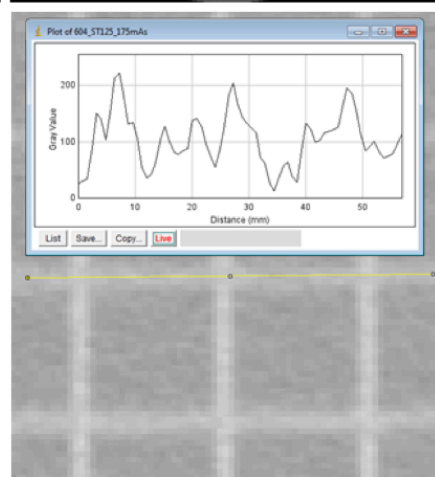 Plot of 604_ST125_175mAs
200
100
0
Gray Value
0 10 20 30 40 50
Distance (mm)
List Save... Copy... Live